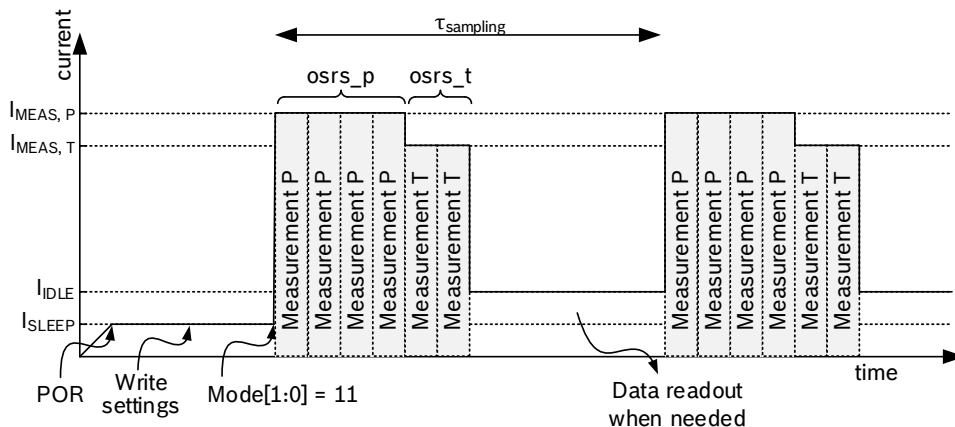 τsampling
current
osrs_p
osrs_t
IMEAS, P
IMEAS, T
Measurement P
Measurement P
Measurement P
Measurement P
Measurement T
Measurement T
Measurement P
Measurement P
Measurement P
Measurement P
Measurement T
Measurement T
IIDLE
ISLEEP
time
POR
Write
settings
Mode[1:0] = 11
Data readout
when needed